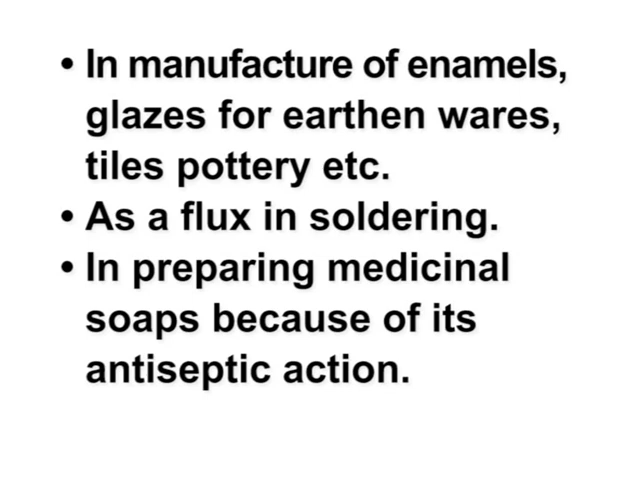 • In manufacture of enamels,
glazes for earthen wares,
tiles pottery etc.
• As a flux in soldering.
• In preparing medicinal
soaps because of its
antiseptic action.